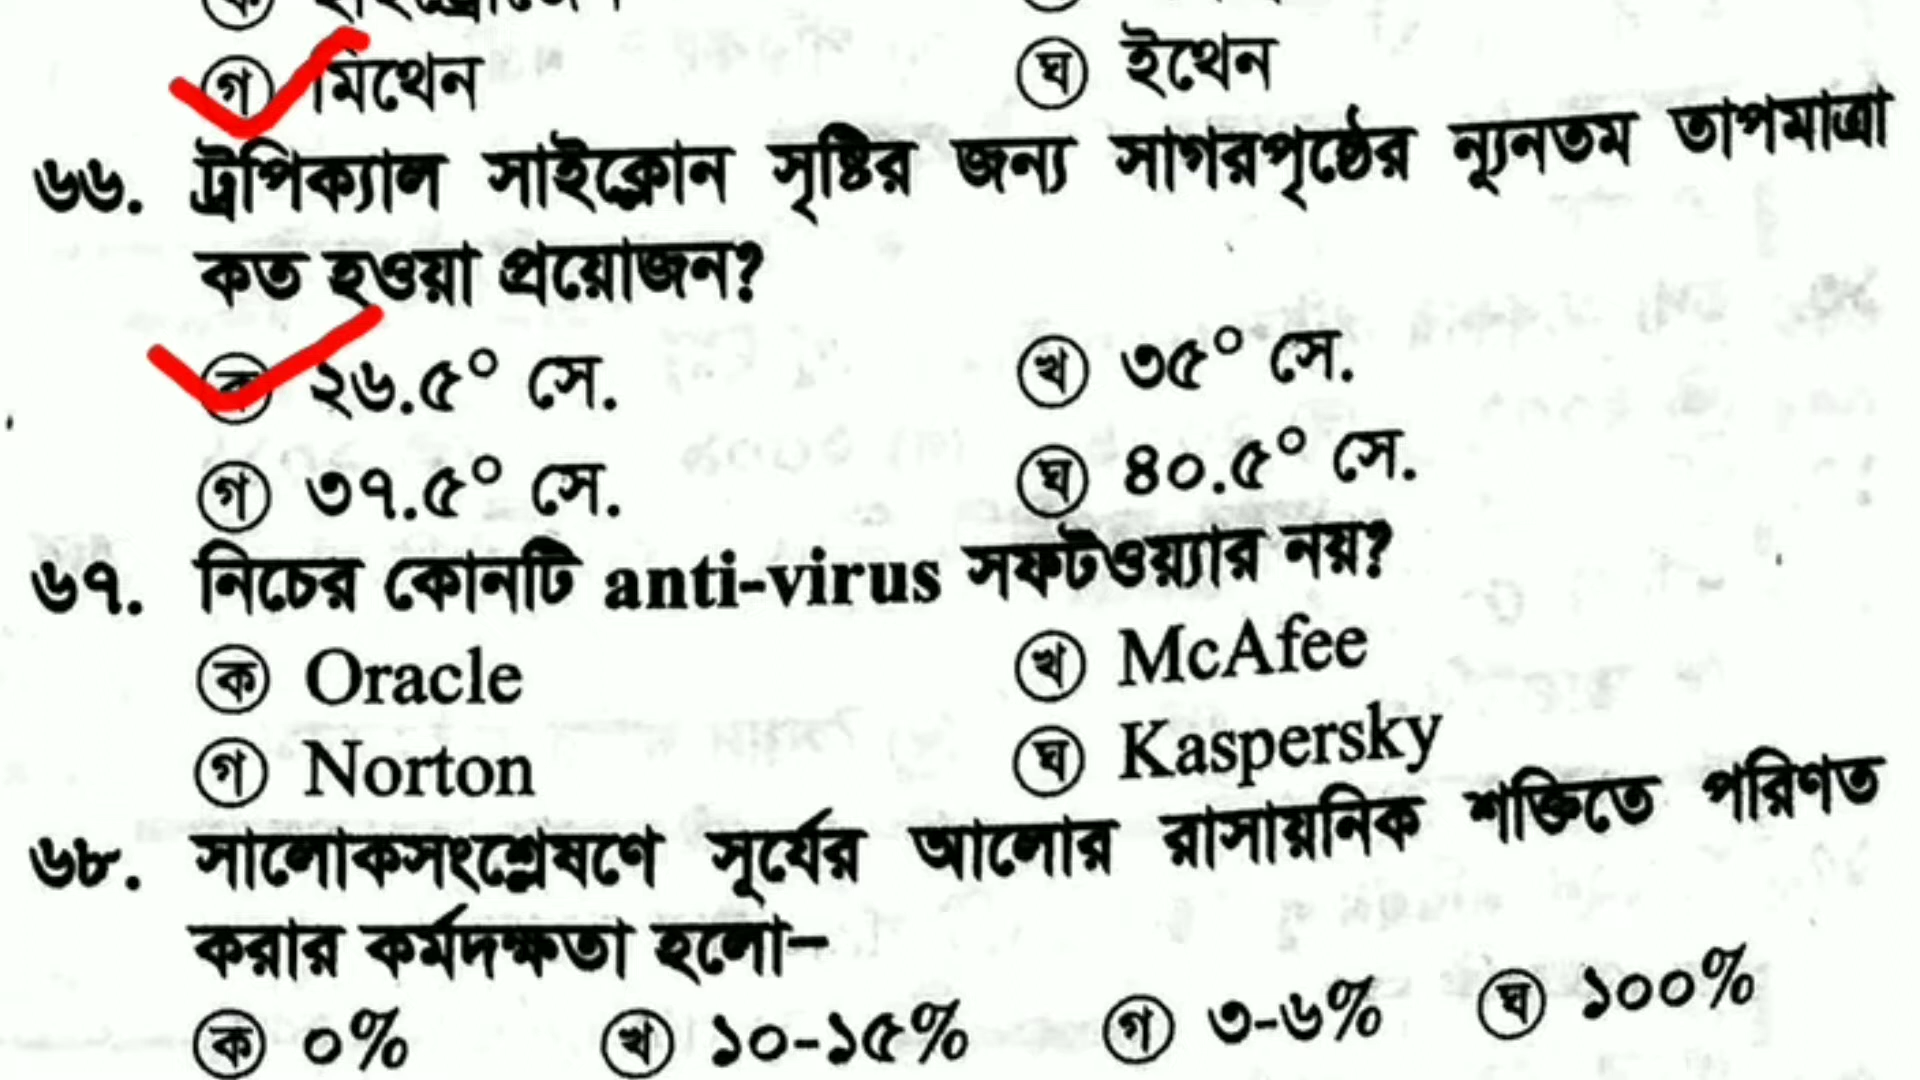 গ মিথেন ঘ ইথেন
৬৬. ট্রপিক্যাল সাইক্লোন সৃষ্টির জন্য সাগরপৃষ্ঠের ন্যূনতম তাপমাত্রা
কত হওয়া প্রয়োজন?
ক ২৬.৫° সে. খ ৩৫° সে.
গ ৩৭.৫° সে. ঘ ৪০.৫° সে.
৬৭. নিচের কোনটি anti-virus সফটওয়্যার নয়?
ক Oracle খ McAfee
গ Norton ঘ Kaspersky
৬৮. সালোকসংশ্লেষণে সূর্যের আলোর রাসায়নিক শক্তিতে পরিণত
করার কর্মদক্ষতা হলো–
ক ০% খ ১০-১৫% গ ৩-৬% ঘ ১০০%